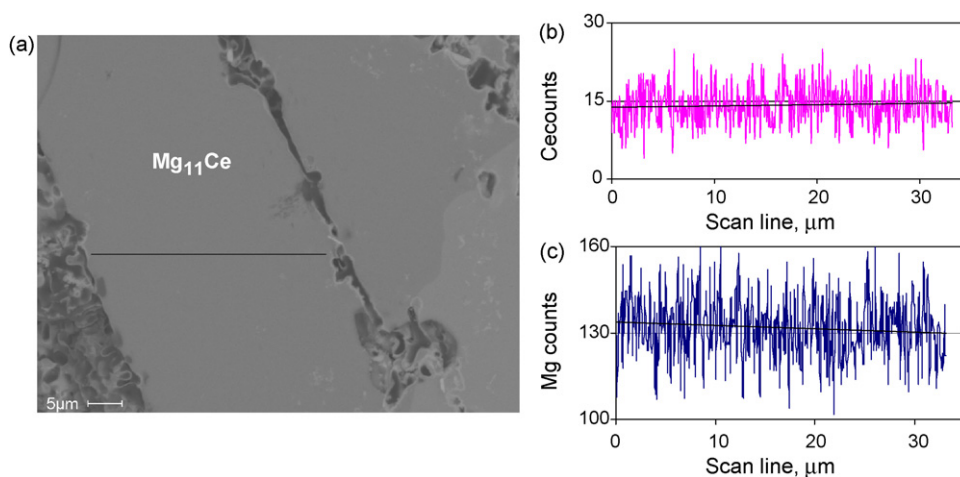 (a)
Mg₁₁Ce
5μm
(b)
30
15
0
Cecounts
0
10
20
30
Scan line, μm
(c)
160
130
100
Mg counts
0
10
20
30
Scan line, μm